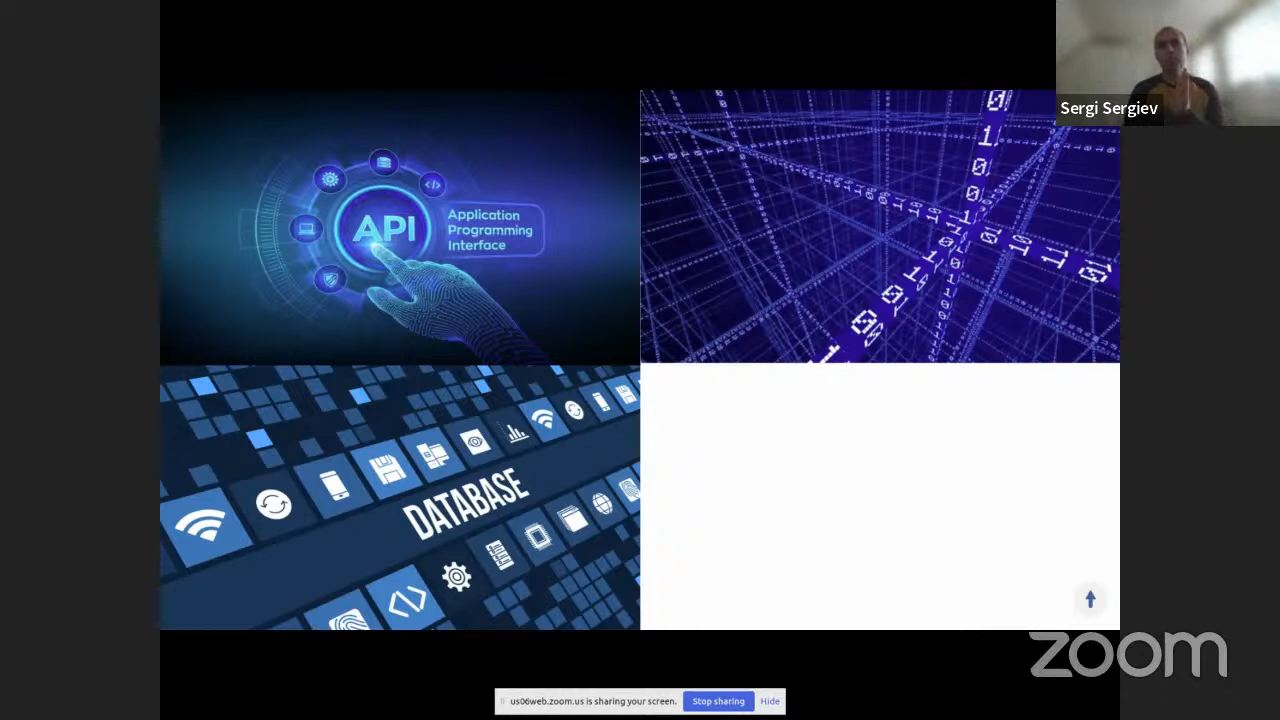 Sergi Sergiev
API
Application
Programming
Interface
DATABASE
zoom
us06web.zoom.us is sharing your screen. Stop sharing Hide